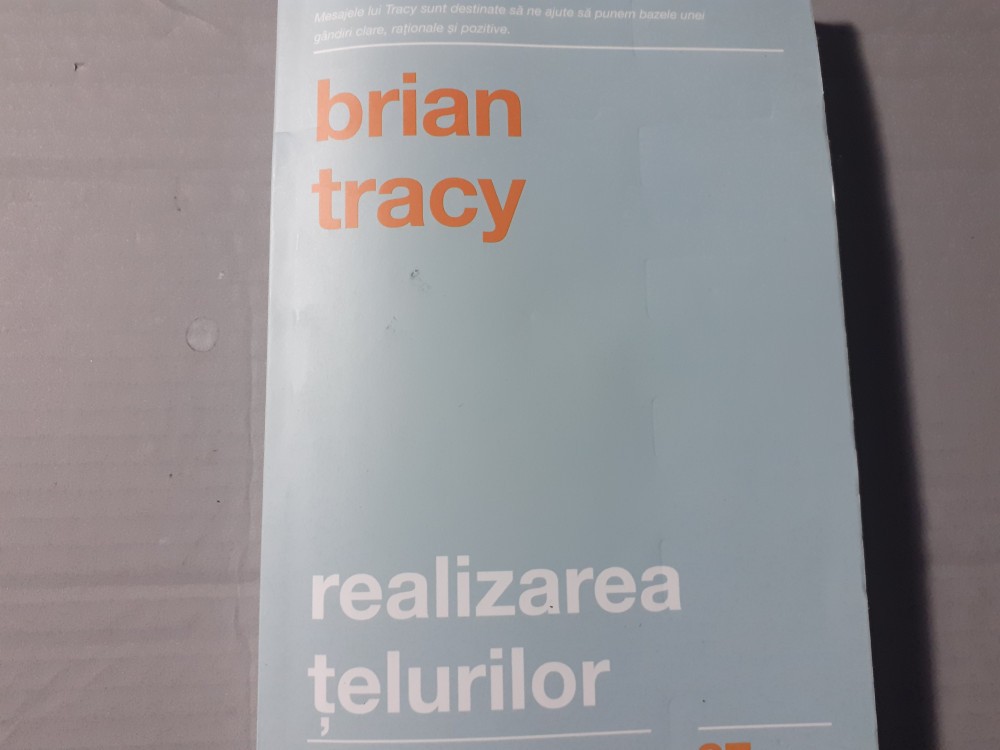 Mesajele lui Tracy sunt destinate să ne ajute să punem bazele unei
gândiri clare, raționale și pozitive.
brian
tracy
realizarea
țelurilor